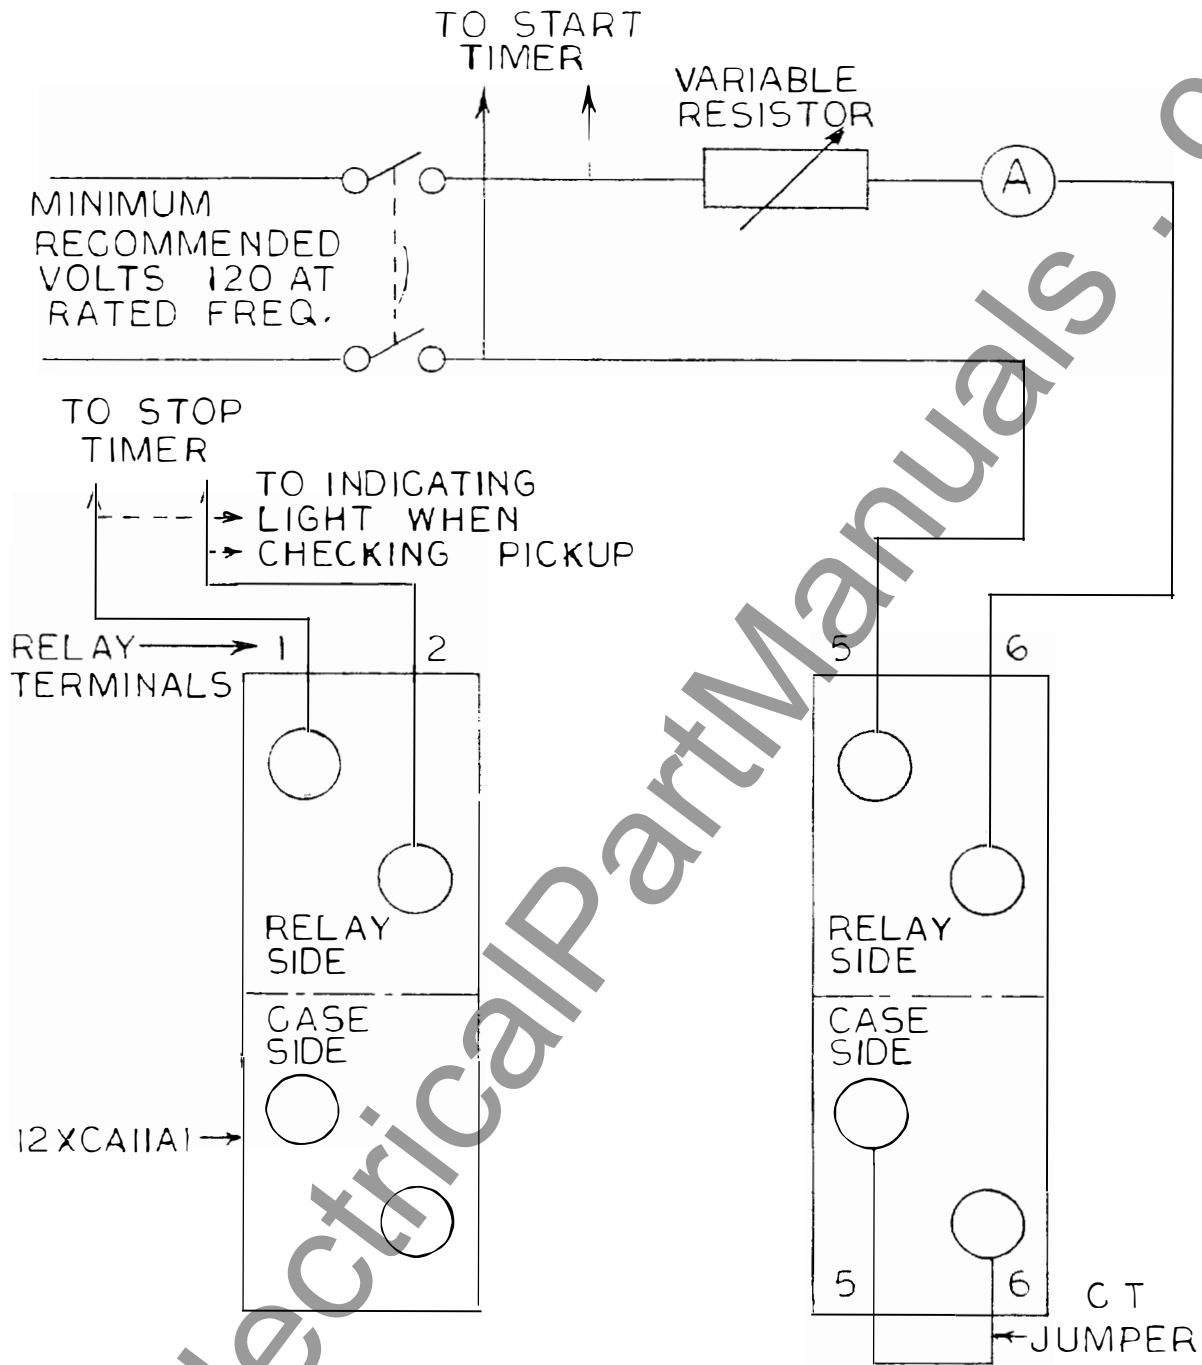 TO START
TIMER
VARIABLE
RESISTOR
A
MINIMUM
RECOMMENDED
VOLTS 120 AT
RATED FREQ.
TO STOP
TIMER
TO INDICATING
LIGHT WHEN
CHECKING PICKUP
RELAY
TERMINALS
1
2
5
6
RELAY
SIDE
RELAY
SIDE
CASE
SIDE
CASE
SIDE
12XCA11A1
5
6
CT
JUMPER
ElectricalPartManuals . c